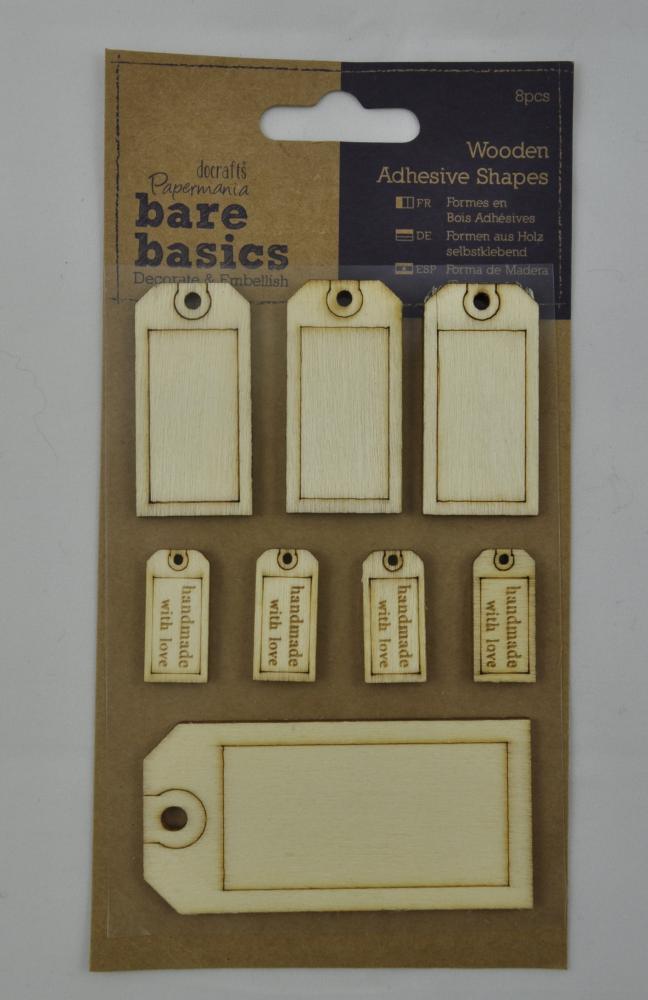 8pcs
Wooden
Adhesive Shapes
FR Formes en
Bois Adhésives
DE Formen aus Holz
selbstklebend
ESP Forma de Madera
docrafts®
Papermania
bare
basics
Decorate & Embellish
handmade
with love
handmade
with love
handmade
with love
handmade
with love